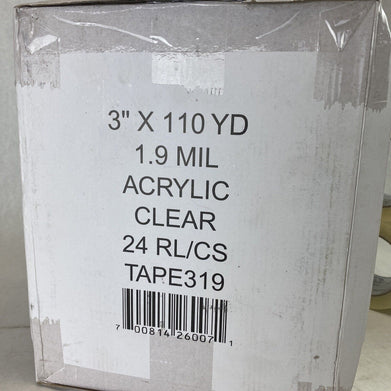 3" X 110 YD
1.9 MIL
ACRYLIC
CLEAR
24 RL/CS
TAPE319
7 00814 26007 1